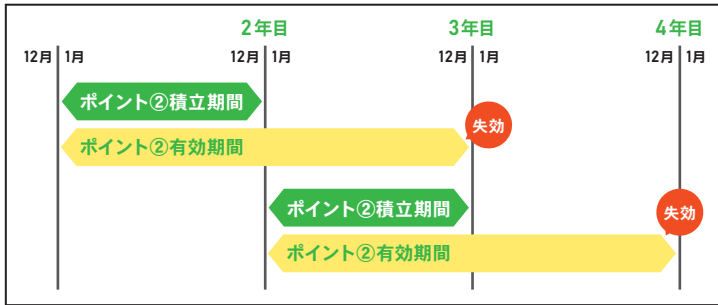 2年目 3年目 4年目
12月 1月 12月 1月 12月 1月 12月 1月
ポイント②積立期間
失効
ポイント②有効期間
ポイント②積立期間
失効
ポイント②有効期間